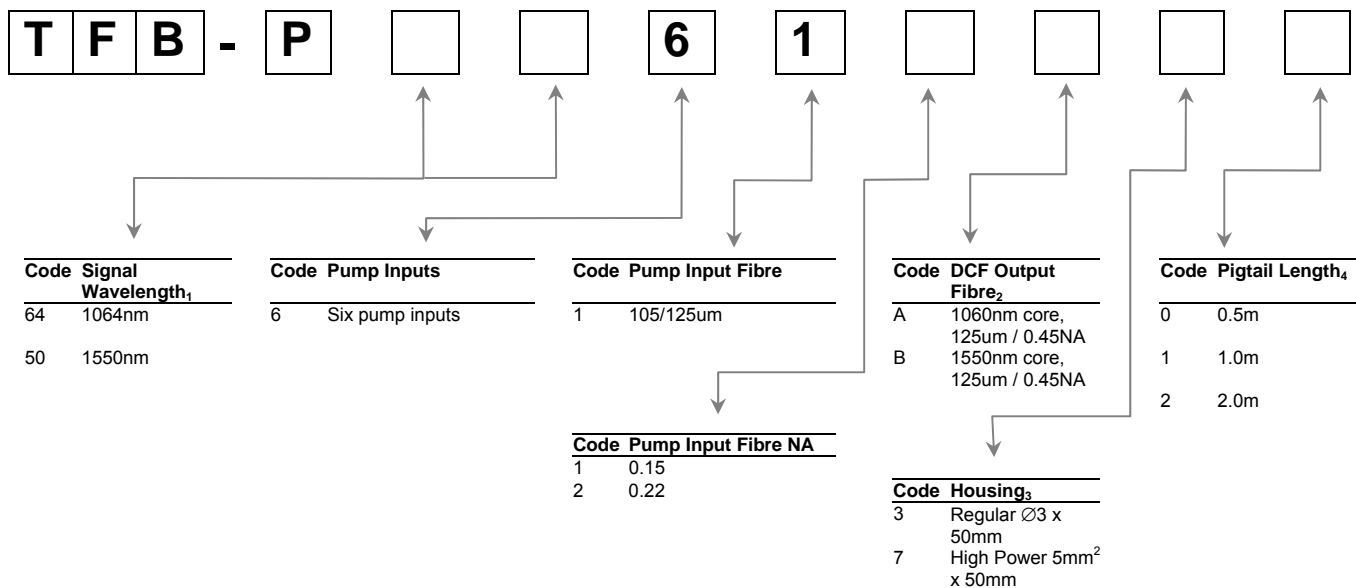 T F B - P 6 1
Code Signal Wavelength₁
64 1064nm
50 1550nm
Code Pump Inputs
6 Six pump inputs
Code Pump Input Fibre
1 105/125um
Code Pump Input Fibre NA
1 0.15
2 0.22
Code DCF Output Fibre₂
A 1060nm core,
125um / 0.45NA
B 1550nm core,
125um / 0.45NA
Code Housing₃
3 Regular ∅3 x
50mm
7 High Power 5mm²
x 50mm
Code Pigtail Length₄
0 0.5m
1 1.0m
2 2.0m